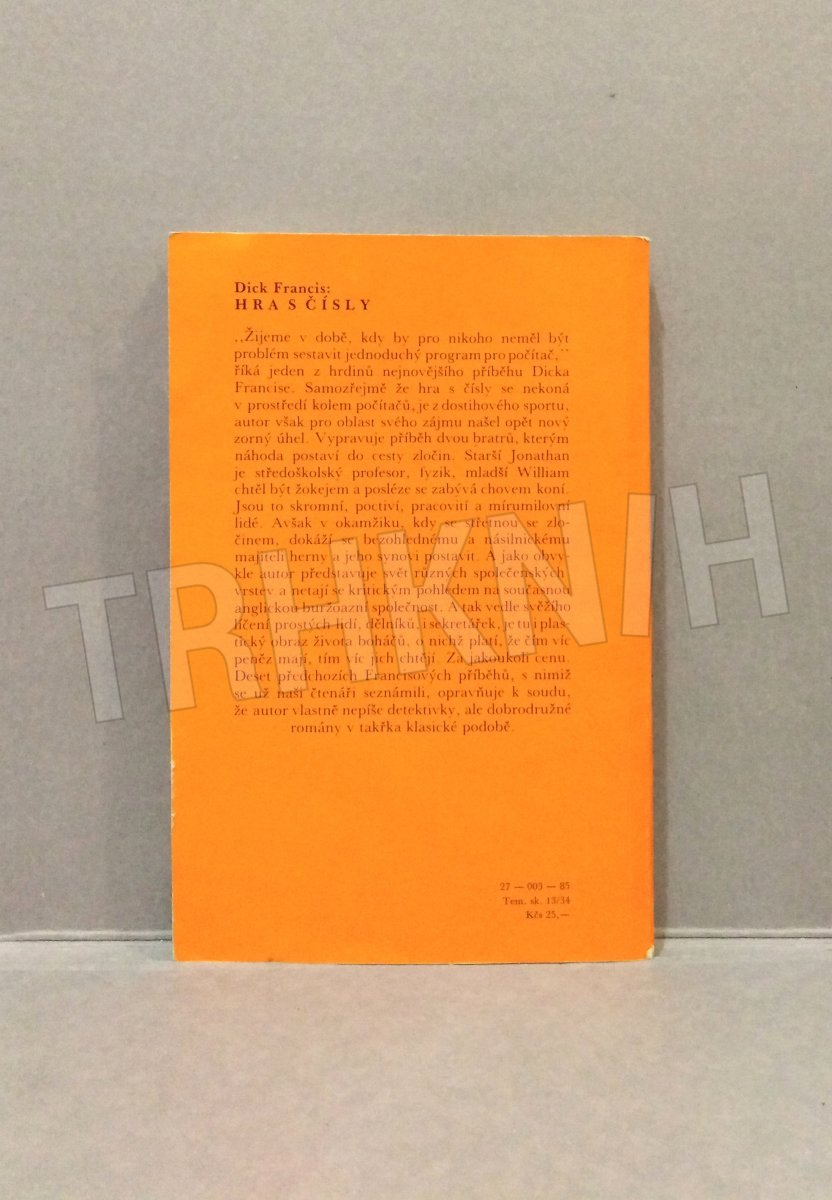 Dick Francis:
HRA S ČÍSLY
,,Žijeme v době, kdy by pro nikoho neměl být
problém sestavit jednoduchý program pro počítač,``
říká jeden z hrdinů nejnovějšího příběhu Dicka
Francise. Samozřejmě že hra s čísly se nekoná
v prostředí kolem počítačů, je z dostihového sportu,
autor však pro oblast svého zájmu našel opět nový
zorný úhel. Vypravuje příběh dvou bratrů, kterým
náhoda postaví do cesty zločin. Starší Jonathan
je středoškolský profesor, fyzik, mladší William
chtěl být žokejem a posléze se zabývá chovem koní.
Jsou to skromní, poctiví, pracovití a mírumilovní
lidé. Avšak v okamžiku, kdy se střetnou se zlo-
činem, dokáží se bezohlednému a násilnickému
majiteli herny a jeho synovi postavit. A jako obvy-
kle autor představuje svět různých společenských
vrstev a netají se kritickým pohledem na současnou
anglickou buržoazní společnost. A tak vedle svěžího
líčení prostých lidí, dělníků, i sekretářek, je tu i plas-
tický obraz života boháčů, o nichž platí, že čím víc
peněz mají, tím víc jich chtějí. Za jakoukoli cenu.
Deset předchozích Francisových příběhů, s nimiž
se už naši čtenáři seznámili, opravňuje k soudu,
že autor vlastně nepíše detektivky, ale dobrodružné
romány v takřka klasické podobě.
27 — 003 — 85
Tem. sk. 13/34
Kčs 25,—
TRHKNIH